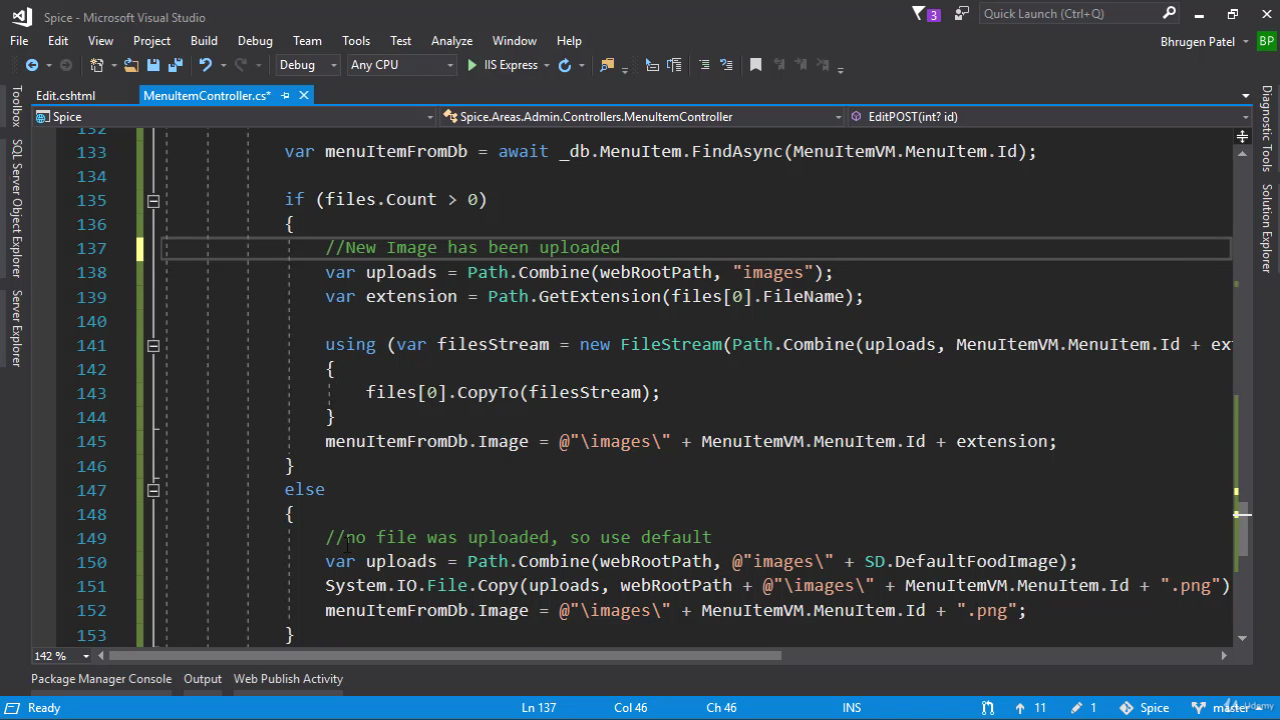 Spice - Microsoft Visual Studio
3
Quick Launch (Ctrl+Q)
File Edit View Project Build Debug Team Tools Test Analyze Window Help
Bhrugen Patel BP
Debug Any CPU IIS Express
Edit.cshtml MenuItemController.cs*
Spice Spice.Areas.Admin.Controllers.MenuItemController EditPOST(int? id)
Toolbox
SQL Server Object Explorer
Server Explorer
Diagnostic Tools
Solution Explorer
132
133 var menuItemFromDb = await _db.MenuItem.FindAsync(MenuItemVM.MenuItem.Id);
134
135 if (files.Count > 0)
136 {
137 //New Image has been uploaded
138 var uploads = Path.Combine(webRootPath, "images");
139 var extension = Path.GetExtension(files[0].FileName);
140
141 using (var filesStream = new FileStream(Path.Combine(uploads, MenuItemVM.MenuItem.Id + ext
142 {
143 files[0].CopyTo(filesStream);
144 }
145 menuItemFromDb.Image = @"\images\" + MenuItemVM.MenuItem.Id + extension;
146 }
147 else
148 {
149 //no file was uploaded, so use default
150 var uploads = Path.Combine(webRootPath, @"images\" + SD.DefaultFoodImage);
151 System.IO.File.Copy(uploads, webRootPath + @"\images\" + MenuItemVM.MenuItem.Id + ".png")
152 menuItemFromDb.Image = @"\images\" + MenuItemVM.MenuItem.Id + ".png";
153 }
142 %
Package Manager Console Output Web Publish Activity
Ready Ln 137 Col 46 Ch 46 INS 11 1 Spice master
Udemy